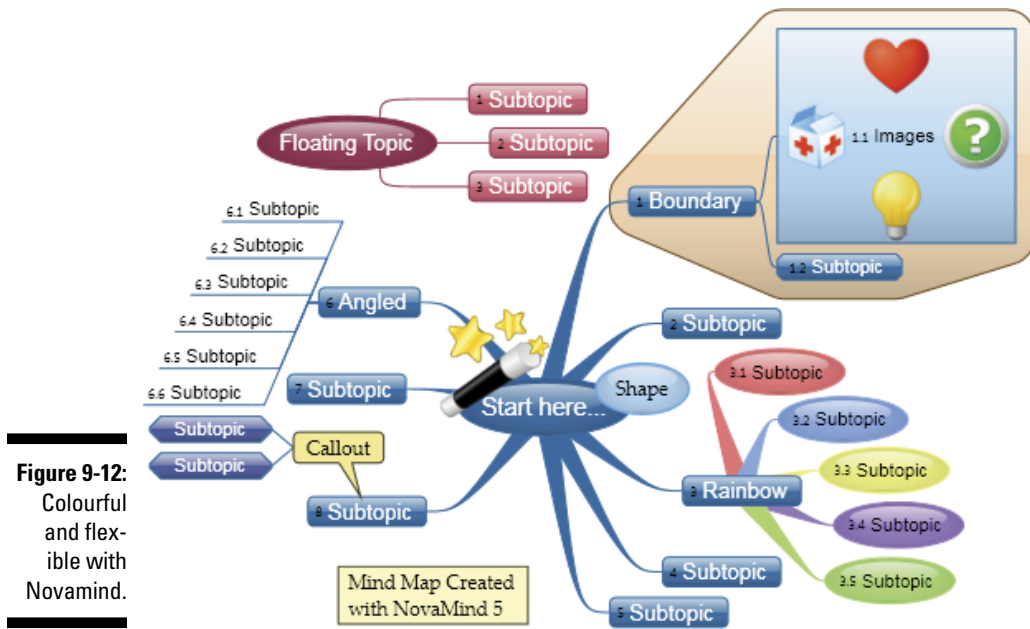 1 Subtopic
Floating Topic
2 Subtopic
3 Subtopic
1.1 Images
1 Boundary
1.2 Subtopic
6.1 Subtopic
6.2 Subtopic
6.3 Subtopic
6 Angled
6.4 Subtopic
6.5 Subtopic
6.6 Subtopic
2 Subtopic
7 Subtopic
Start here...
Shape
3.1 Subtopic
3.2 Subtopic
3.3 Subtopic
3 Rainbow
3.4 Subtopic
3.5 Subtopic
Subtopic
Subtopic
Callout
8 Subtopic
4 Subtopic
5 Subtopic
Mind Map Created
with NovaMind 5
Figure 9-12:
Colourful
and flex-
ible with
Novamind.